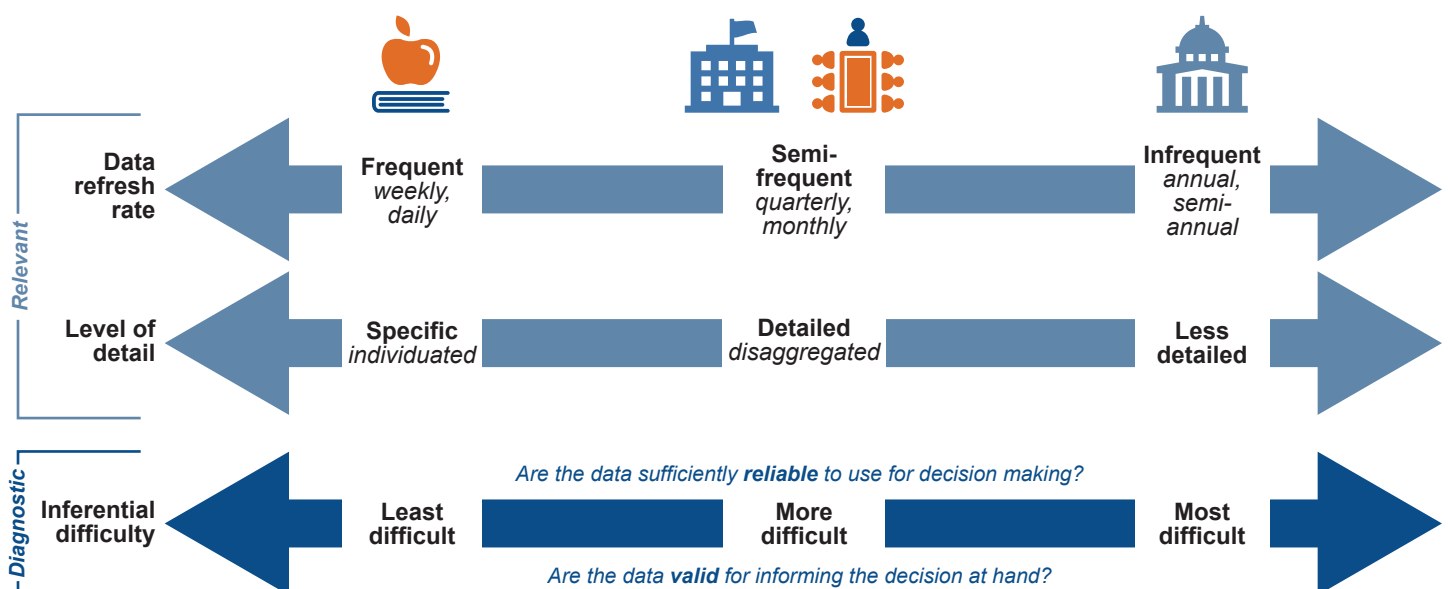 Relevant
Data
refresh
rate
Frequent
weekly,
daily
Semi-
frequent
quarterly,
monthly
Infrequent
annual,
semi-
annual
Level of
detail
Specific
individuated
Detailed
disaggregated
Less
detailed
Diagnostic
Are the data sufficiently reliable to use for decision making?
Inferential
difficulty
Least
difficult
More
difficult
Most
difficult
Are the data valid for informing the decision at hand?